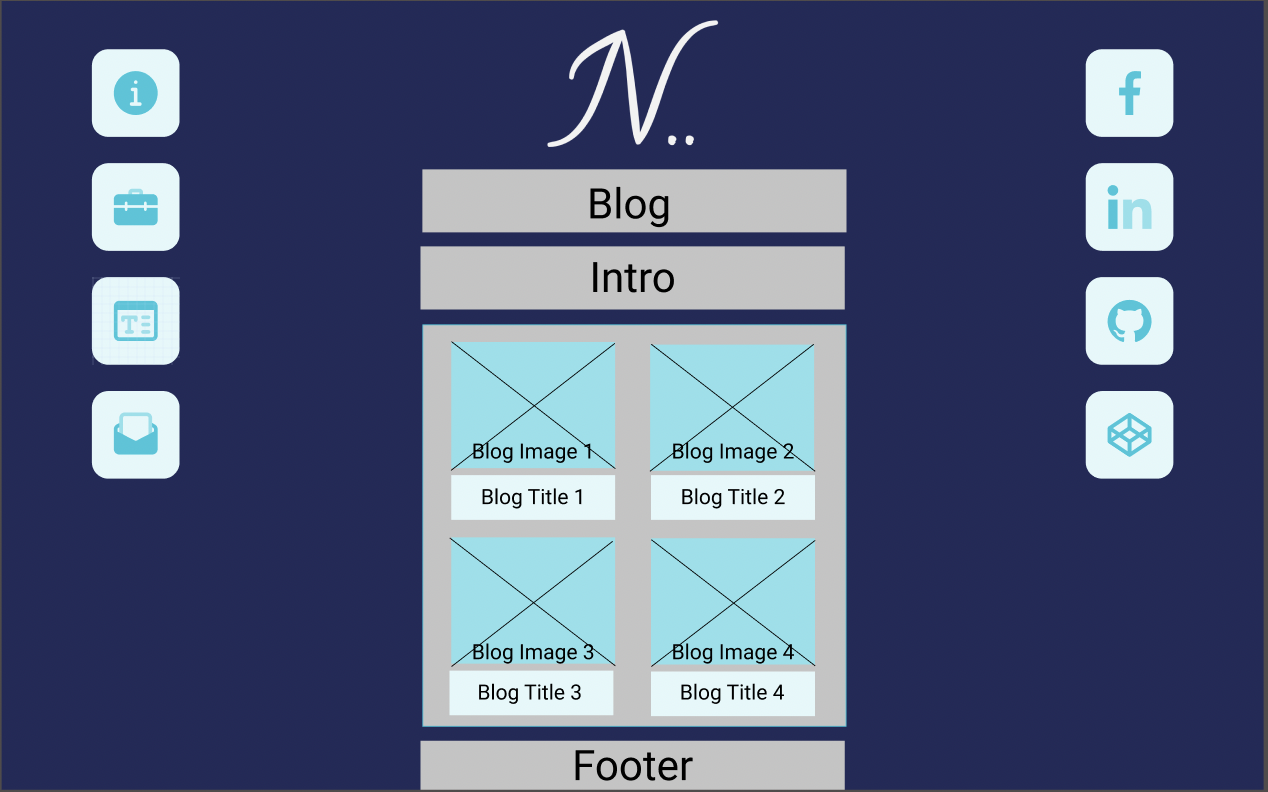 N..
Blog
Intro
Blog Image 1
Blog Image 2
Blog Title 1
Blog Title 2
Blog Image 3
Blog Image 4
Blog Title 3
Blog Title 4
Footer